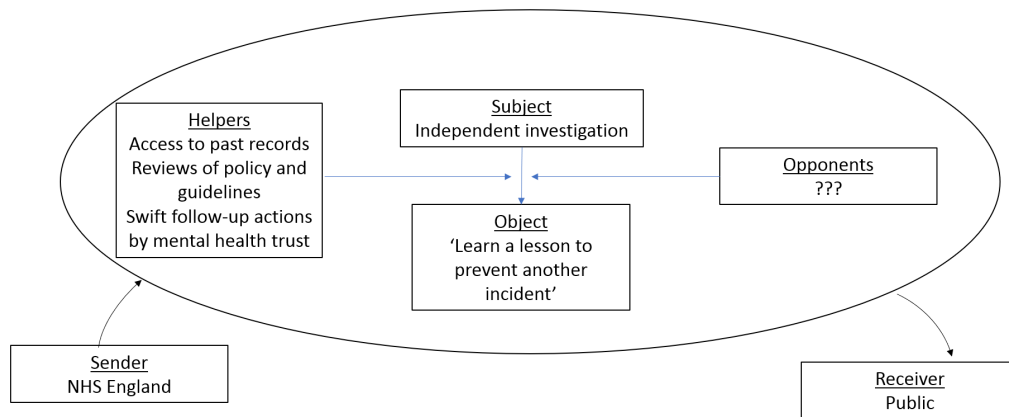 Helpers
Access to past records
Reviews of policy and
guidelines
Swift follow-up actions
by mental health trust
Subject
Independent investigation
Opponents
???
Object
‘Learn a lesson to
prevent another
incident’
Sender
NHS England
Receiver
Public